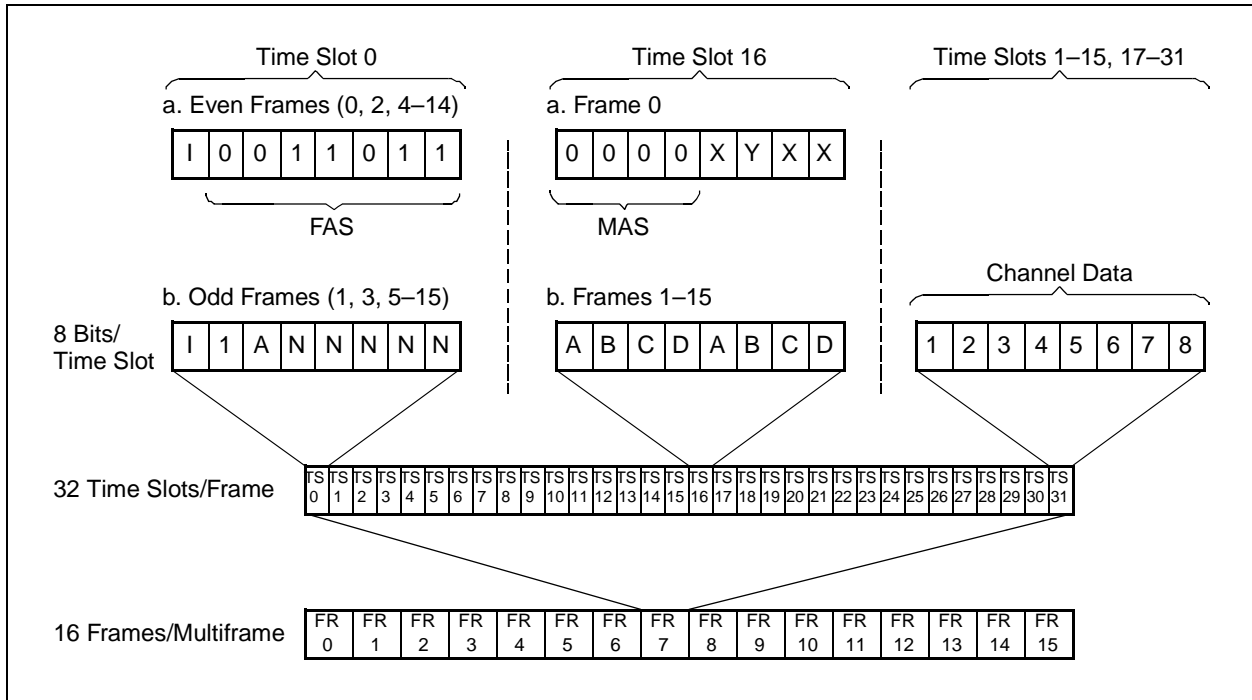 Time Slot 0
Time Slot 16
Time Slots 1–15, 17–31
a. Even Frames (0, 2, 4–14)
a. Frame 0
I 0 0 1 1 0 1 1
0 0 0 0 X Y X X
FAS
MAS
Channel Data
b. Odd Frames (1, 3, 5–15)
b. Frames 1–15
8 Bits/
Time Slot
I 1 A N N N N N
A B C D A B C D
1 2 3 4 5 6 7 8
32 Time Slots/Frame
TS TS TS TS TS TS TS TS TS TS TS TS TS TS TS TS TS TS TS TS TS TS TS TS TS TS TS TS TS TS TS TS
0 1 2 3 4 5 6 7 8 9 10 11 12 13 14 15 16 17 18 19 20 21 22 23 24 25 26 27 28 29 30 31
16 Frames/Multiframe
FR FR FR FR FR FR FR FR FR FR FR FR FR FR FR FR
0 1 2 3 4 5 6 7 8 9 10 11 12 13 14 15